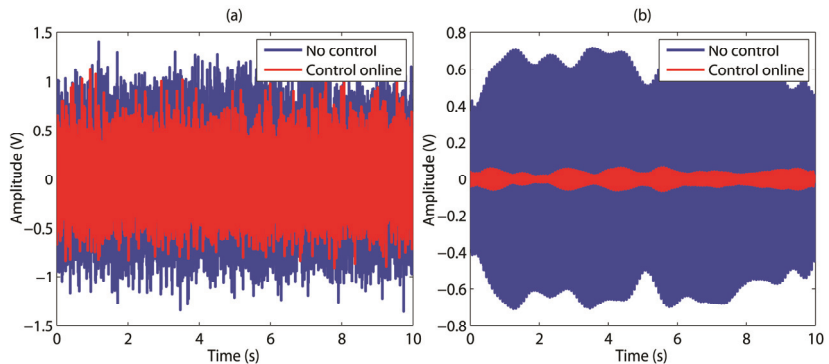 (a)
1.5
1
0.5
0
−0.5
−1
−1.5
Amplitude (V)
No control
Control online
0
2
4
6
8
10
Time (s)
(b)
0.8
0.6
0.4
0.2
0
−0.2
−0.4
−0.6
−0.8
Amplitude (V)
No control
Control online
0
2
4
6
8
10
Time (s)